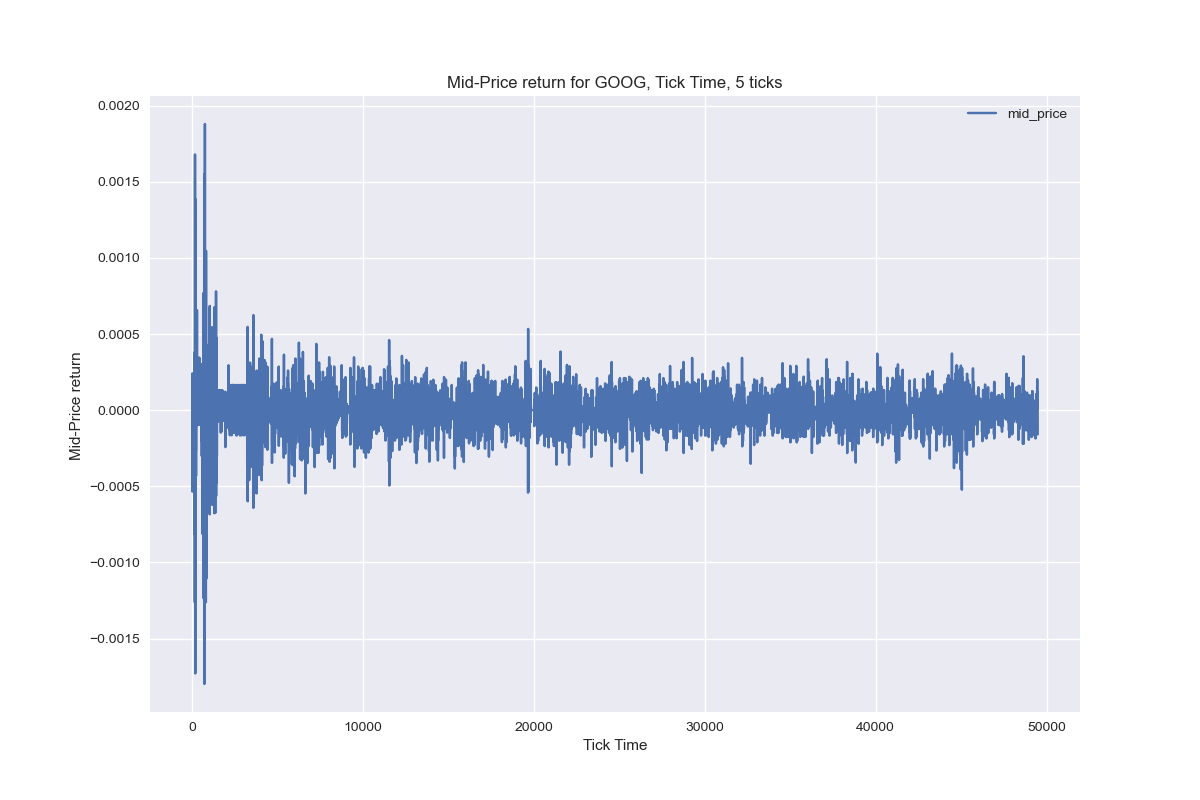 Mid-Price return for GOOG, Tick Time, 5 ticks
mid_price
0.0020
0.0015
0.0010
0.0005
0.0000
−0.0005
−0.0010
−0.0015
Mid-Price return
0 10000 20000 30000 40000 50000
Tick Time